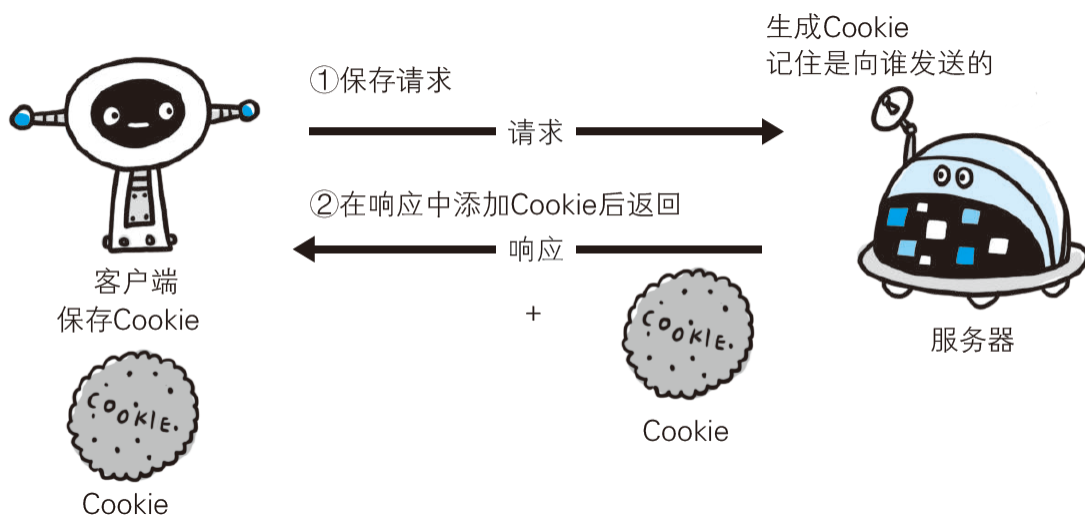 生成Cookie
记住是向谁发送的
①保存请求
请求
②在响应中添加Cookie后返回
响应
客户端
保存Cookie
+
COOKIE.
Cookie
服务器
COOKIE.
Cookie